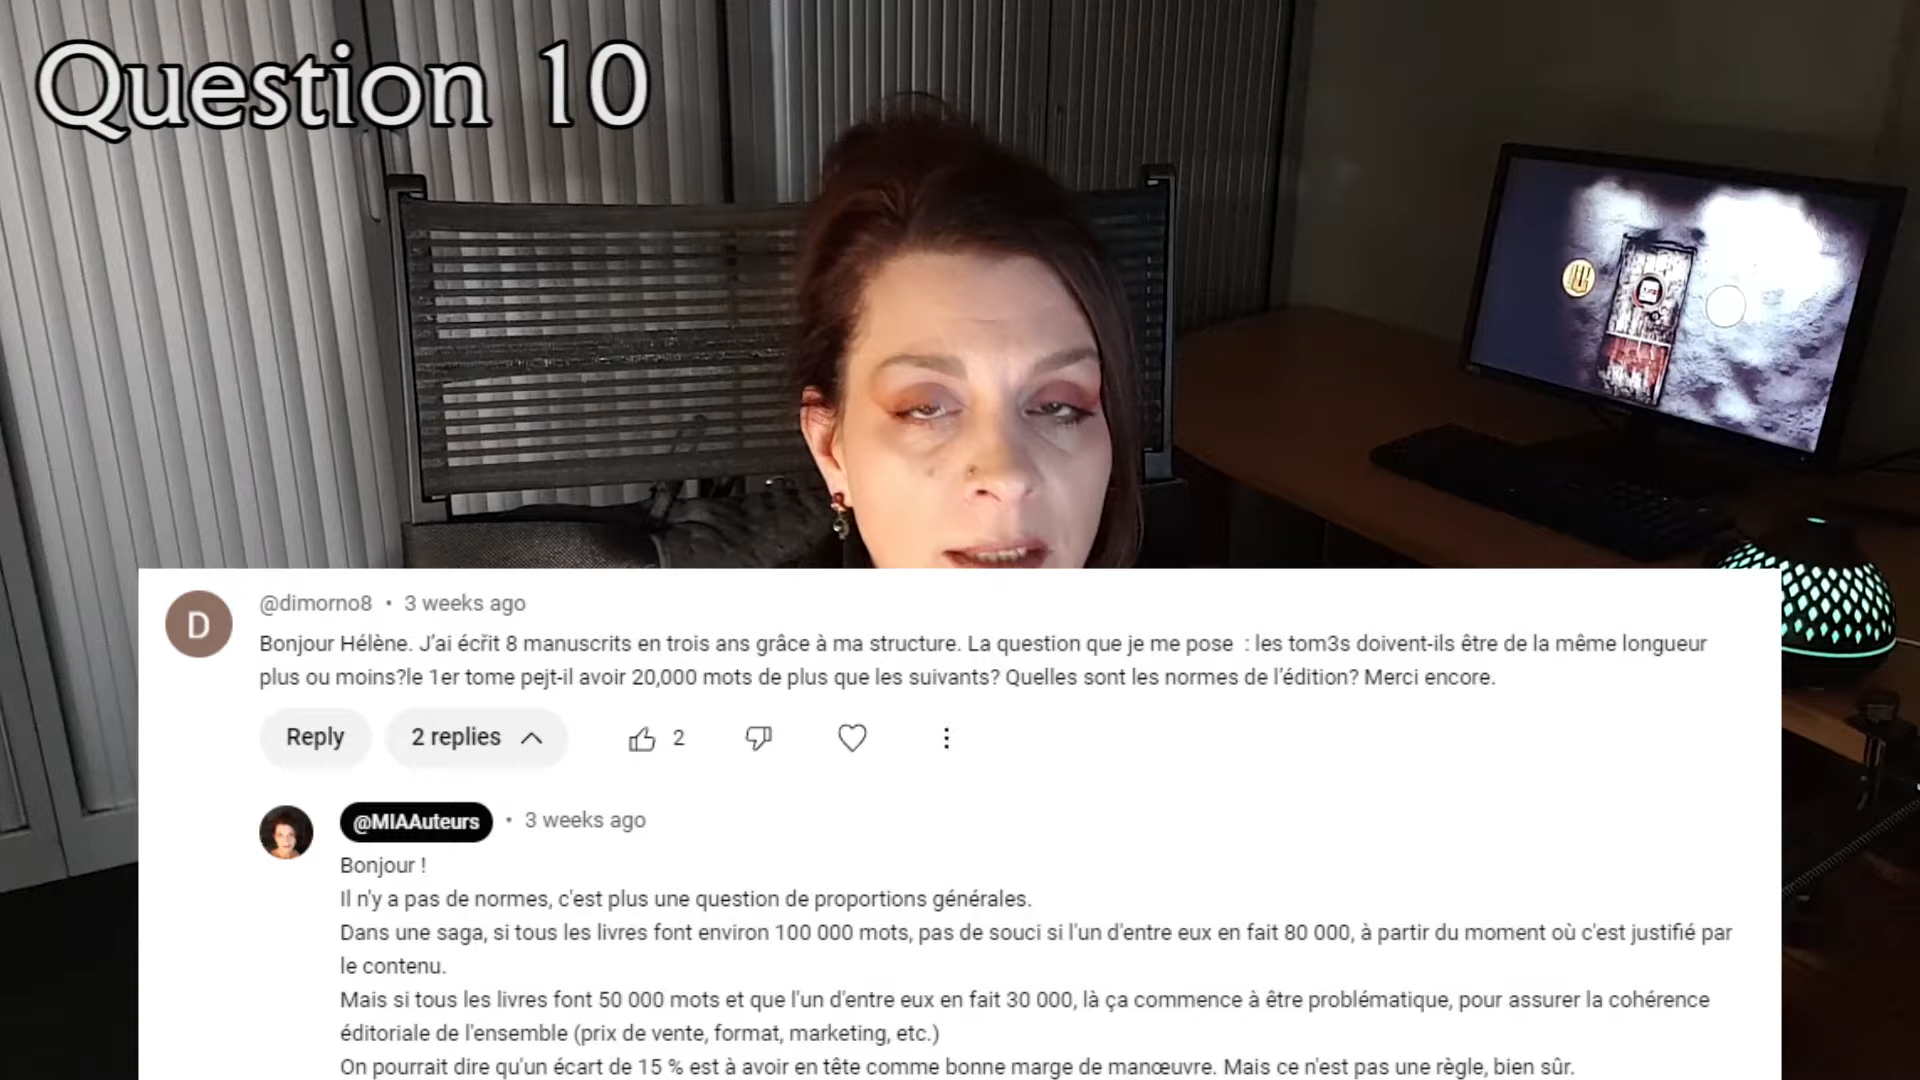 Question 10
D
@dimorno8 • 3 weeks ago
Bonjour Hélène. J'ai écřit 8 manuscrits en trois ans grâce à ma structure. La question que je me pose : les tom3s doivent-ils être de la même longueur
plus ou moins?le 1er tome pejt-il avoir 20,000 mots de plus que les suivants? Quelles sont les normes de l'édition? Merci encore.
Reply 2 replies 2
@MIAAuteurs • 3 weeks ago
Bonjour !
Il n'y a pas de normes, c'est plus une question de proportions générales.
Dans une saga, si tous les livres font environ 100 000 mots, pas de souci si l'un d'entre eux en fait 80 000, à partir du moment où c'est justifié par
le contenu.
Mais si tous les livres font 50 000 mots et que l'un d'entre eux en fait 30 000, là ça commence à être problématique, pour assurer la cohérence
éditoriale de l'ensemble (prix de vente, format, marketing, etc.)
On pourrait dire qu'un écart de 15 % est à avoir en tête comme bonne marge de manœuvre. Mais ce n'est pas une règle, bien sûr.